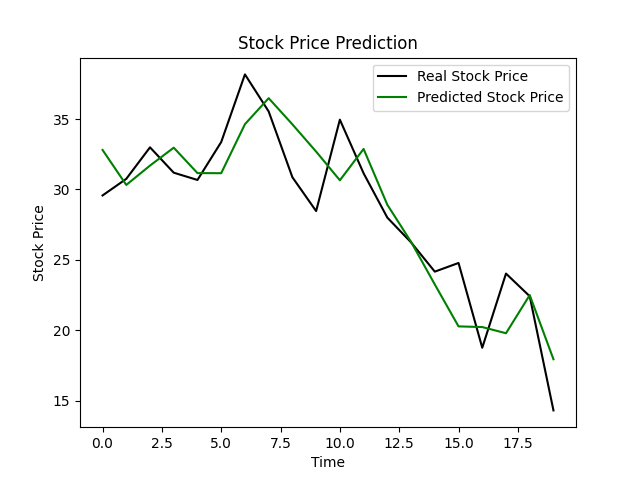 Stock Price Prediction
Real Stock Price
Predicted Stock Price
Stock Price
35
30
25
20
15
0.0 2.5 5.0 7.5 10.0 12.5 15.0 17.5
Time